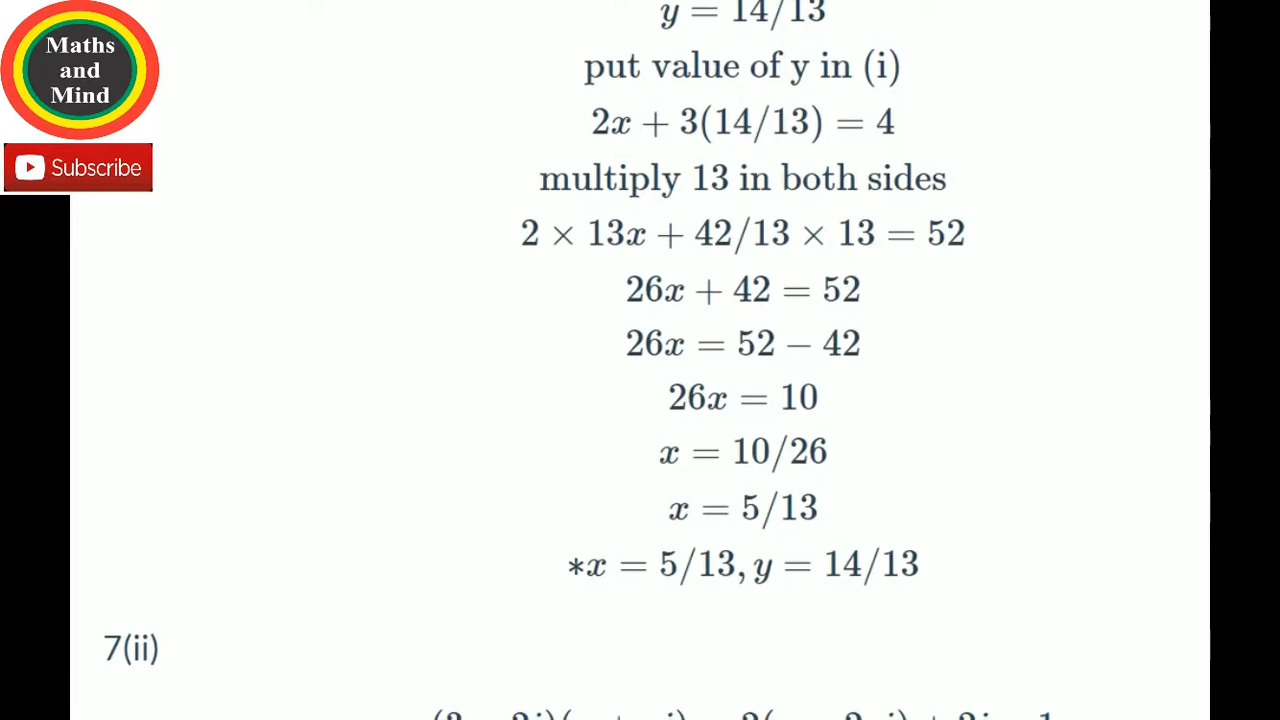 Maths
and
Mind
Subscribe
y = 14/13
put value of y in (i)
2x + 3(14/13) = 4
multiply 13 in both sides
2 × 13x + 42/13 × 13 = 52
26x + 42 = 52
26x = 52 − 42
26x = 10
x = 10/26
x = 5/13
*x = 5/13, y = 14/13
7(ii)